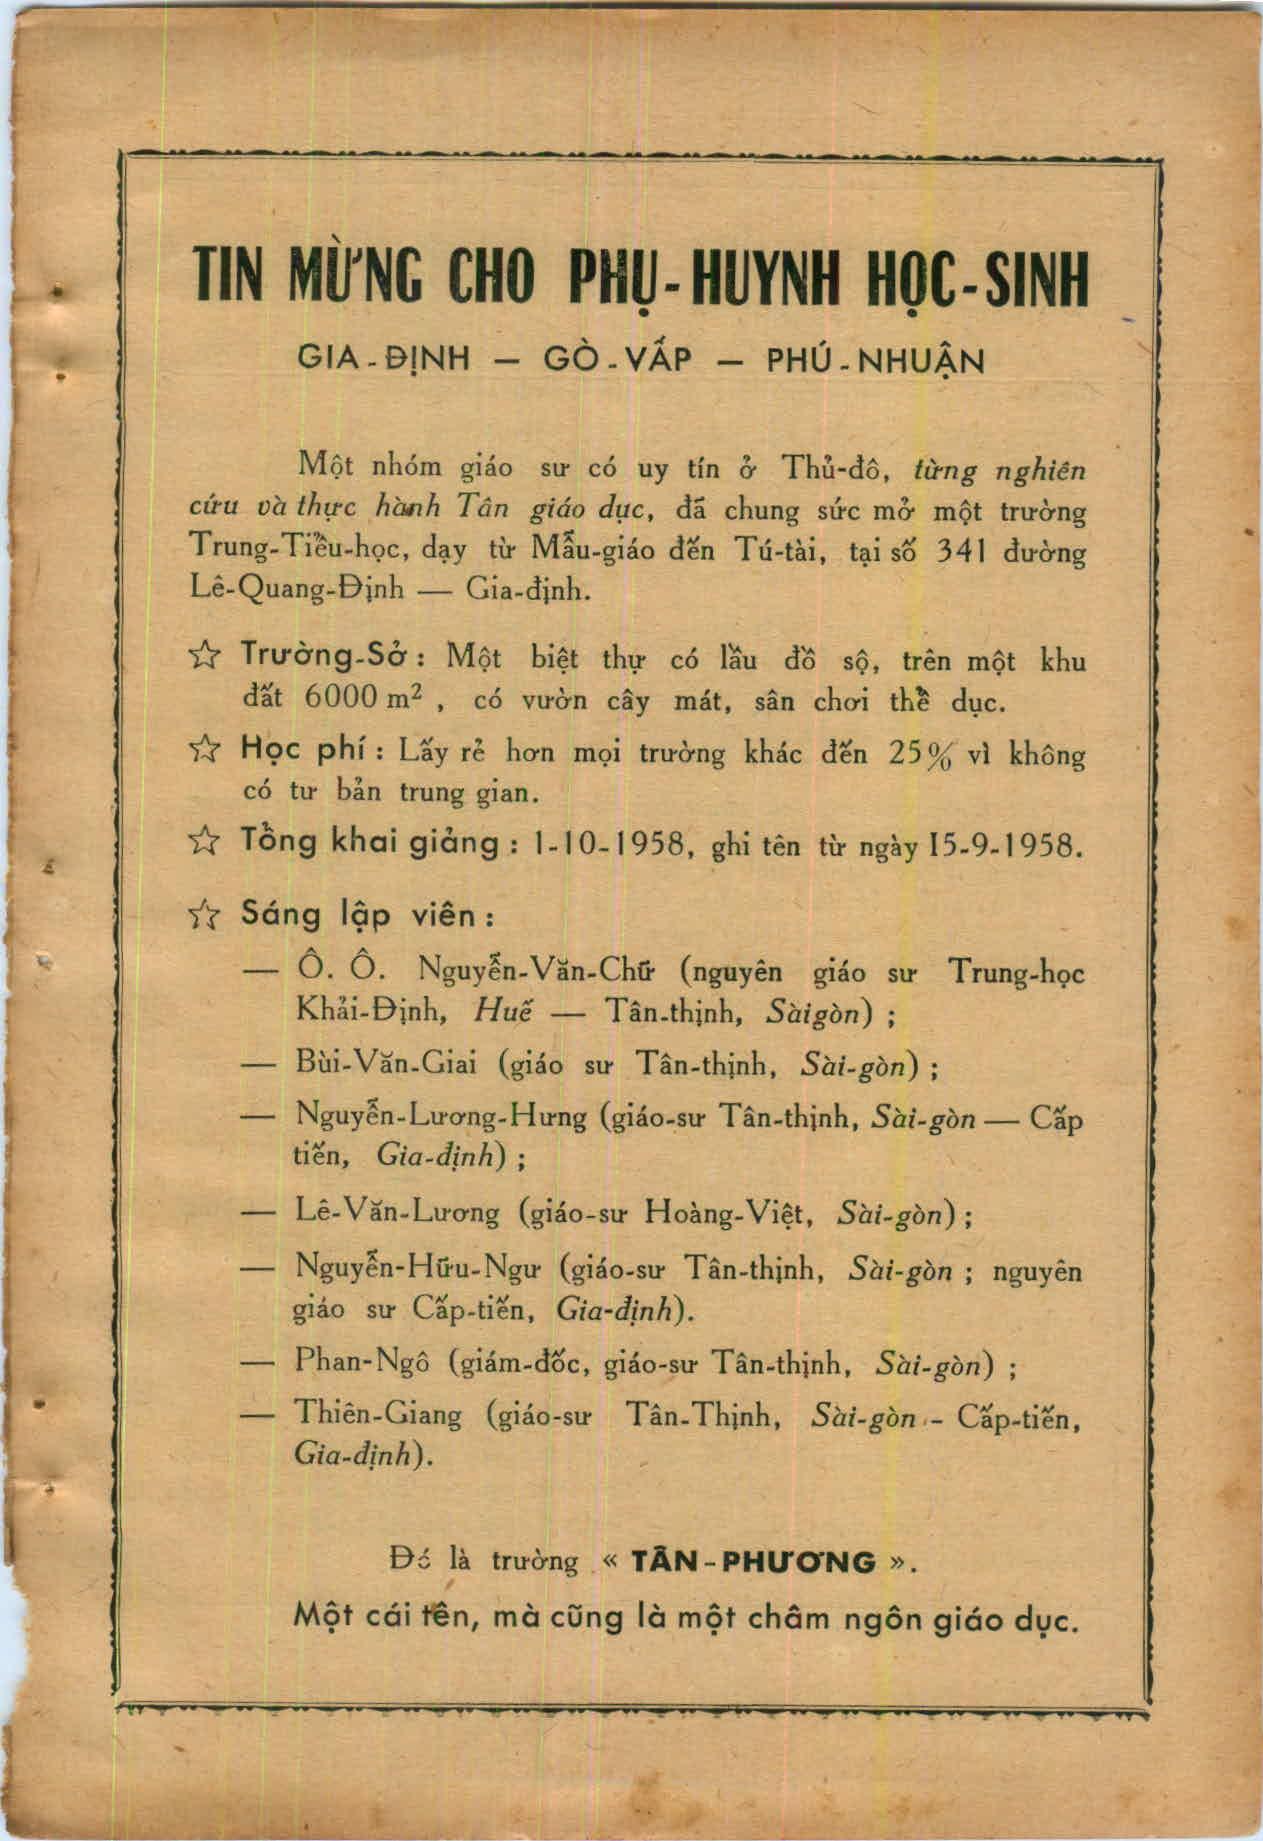 TIN MỪNG CHO PHỤ-HUYNH HỌC-SINH
GIA-ĐỊNH — GÒ-VẤP — PHÚ-NHUẬN
Một nhóm giáo sư có uy tín ở Thủ-đô, từng nghiên
cứu và thực hành Tân giáo dục, đã chung sức mở một trường
Trung-Tiểu-học, dạy từ Mẫu-giáo đến Tú-tài, tại số 341 đường
Lê-Quang-Định — Gia-định.
☆ Trường-Sở : Một biệt thự có lầu đồ sộ, trên một khu
đất 6000 m², có vườn cây mát, sân chơi thể dục.
☆ Học phí : Lấy rẻ hơn mọi trường khác đến 25% vì không
có tư bản trung gian.
☆ Tổng khai giảng : 1-10-1958, ghi tên từ ngày 15-9-1958.
☆ Sáng lập viên :
— Ô. Ô. Nguyễn-Văn-Chữ (nguyên giáo sư Trung-học
Khải-Định, Huế — Tân-thịnh, Sàigòn) ;
— Bùi-Văn-Giai (giáo sư Tân-thịnh, Sài-gòn) ;
— Nguyễn-Lương-Hưng (giáo-sư Tân-thịnh, Sài-gòn — Cấp
tiến, Gia-định) ;
— Lê-Văn-Lương (giáo-sư Hoàng-Việt, Sài-gòn) ;
— Nguyễn-Hữu-Ngư (giáo-sư Tân-thịnh, Sài-gòn ; nguyên
giáo sư Cấp-tiến, Gia-định).
— Phan-Ngô (giám-đốc, giáo-sư Tân-thịnh, Sài-gòn) ;
— Thiên-Giang (giáo-sư Tân-Thịnh, Sài-gòn - Cấp-tiến,
Gia-định).
Đó là trường « TÂN-PHƯƠNG ».
Một cái tên, mà cũng là một châm ngôn giáo dục.